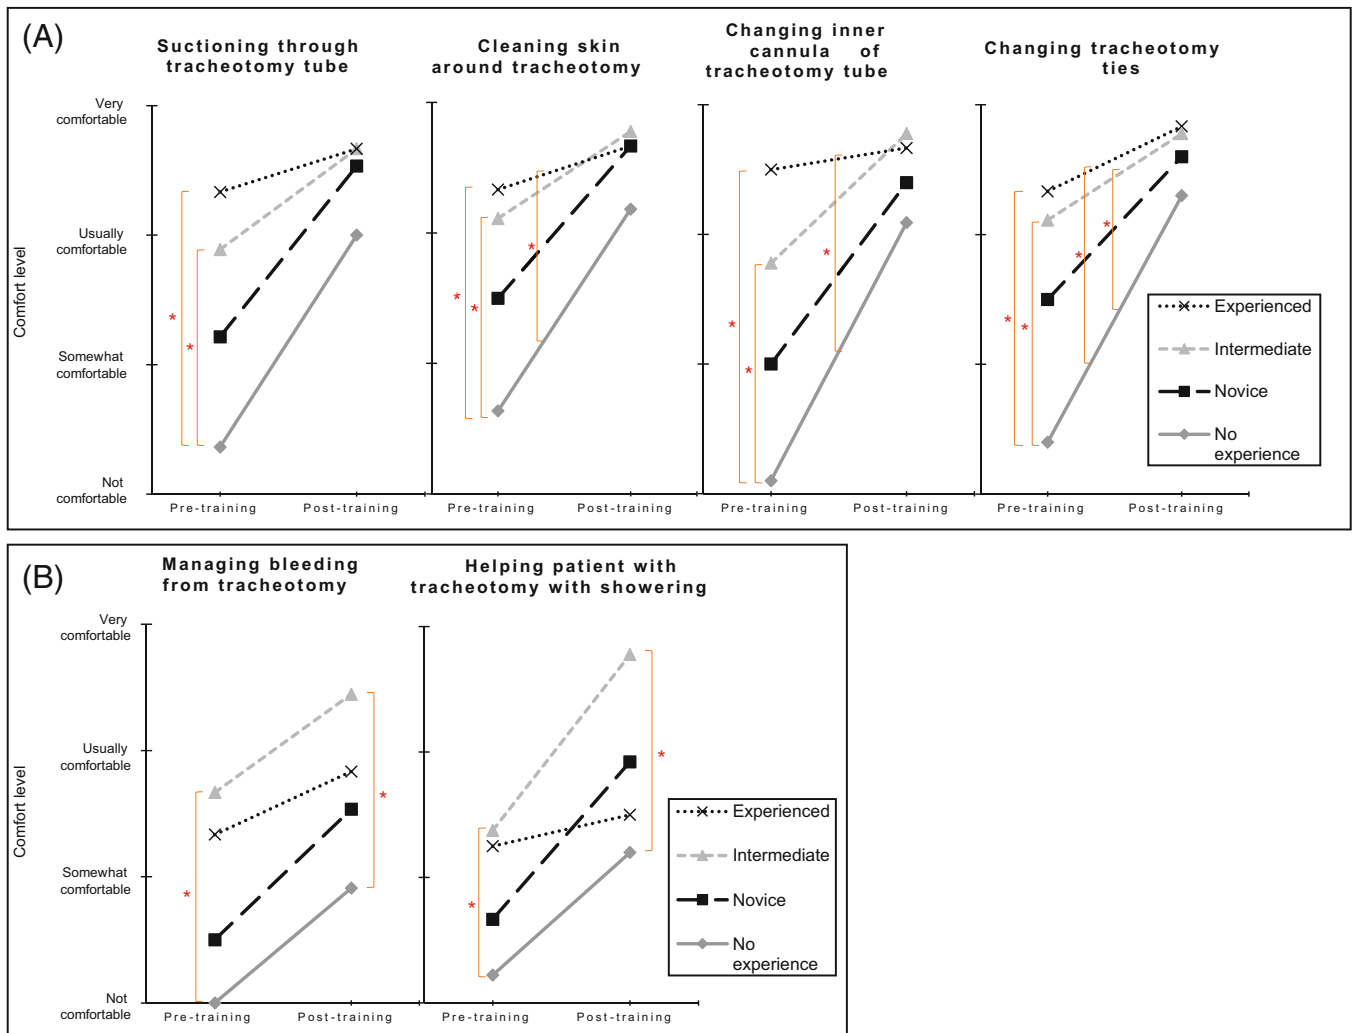 (A)
Suctioning through
tracheotomy tube
Cleaning skin
around tracheotomy
Changing inner
cannula of
tracheotomy tube
Changing tracheotomy
ties
Comfort level
Very
comfortable
Usually
comfortable
Somewhat
comfortable
Not
comfortable
* *
* * *
* * *
* * * *
Pre-training Post-training
Pre-training Post-training
Pre-training Post-training
Pre-training Post-training
Experienced
Intermediate
Novice
No
experience
(B)
Managing bleeding
from tracheotomy
Helping patient with
tracheotomy with showering
Comfort level
Very
comfortable
Usually
comfortable
Somewhat
comfortable
Not
comfortable
* *
* *
Pre-training Post-training
Pre-training Post-training
Experienced
Intermediate
Novice
No
experience